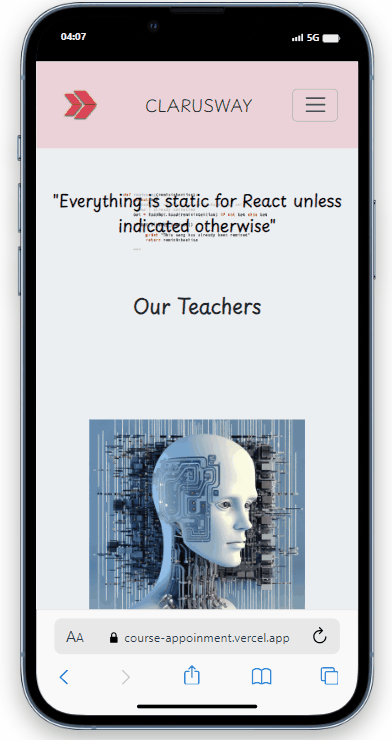 04:07
5G
CLARUSWAY
"Everything is static for React unless
indicated otherwise"
Our Teachers
AA
course-appoinment.vercel.app